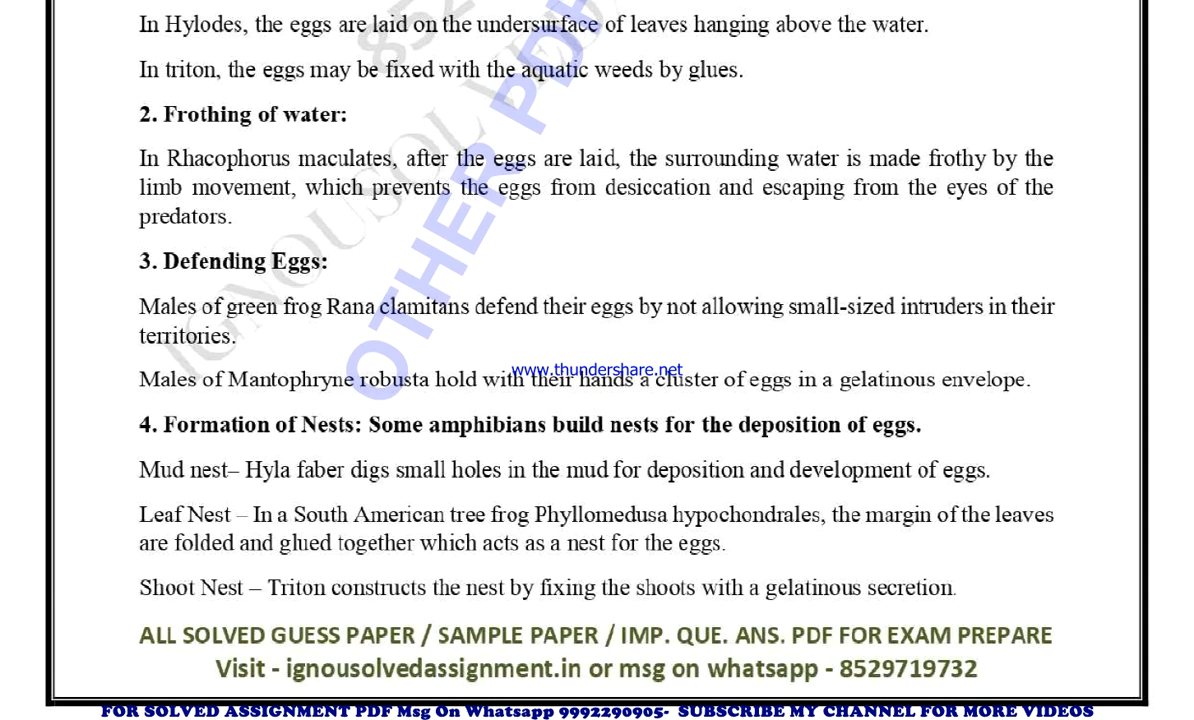 In Hylodes, the eggs are laid on the undersurface of leaves hanging above the water.
In triton, the eggs may be fixed with the aquatic weeds by glues.
2. Frothing of water:
In Rhacophorus maculates, after the eggs are laid, the surrounding water is made frothy by the
limb movement, which prevents the eggs from desiccation and escaping from the eyes of the
predators.
3. Defending Eggs:
Males of green frog Rana clamitans defend their eggs by not allowing small-sized intruders in their
territories.
www.thundershare.net
Males of Mantophryne robusta hold with their hands a cluster of eggs in a gelatinous envelope.
4. Formation of Nests: Some amphibians build nests for the deposition of eggs.
Mud nest– Hyla faber digs small holes in the mud for deposition and development of eggs.
Leaf Nest – In a South American tree frog Phyllomedusa hypochondrales, the margin of the leaves
are folded and glued together which acts as a nest for the eggs.
Shoot Nest – Triton constructs the nest by fixing the shoots with a gelatinous secretion.
ALL SOLVED GUESS PAPER / SAMPLE PAPER / IMP. QUE. ANS. PDF FOR EXAM PREPARE
Visit - ignousolvedassignment.in or msg on whatsapp - 8529719732
FOR SOLVED ASSIGNMENT PDF Msg On Whatsapp 9992290905- SUBSCRIBE MY CHANNEL FOR MORE VIDEOS
OTHER